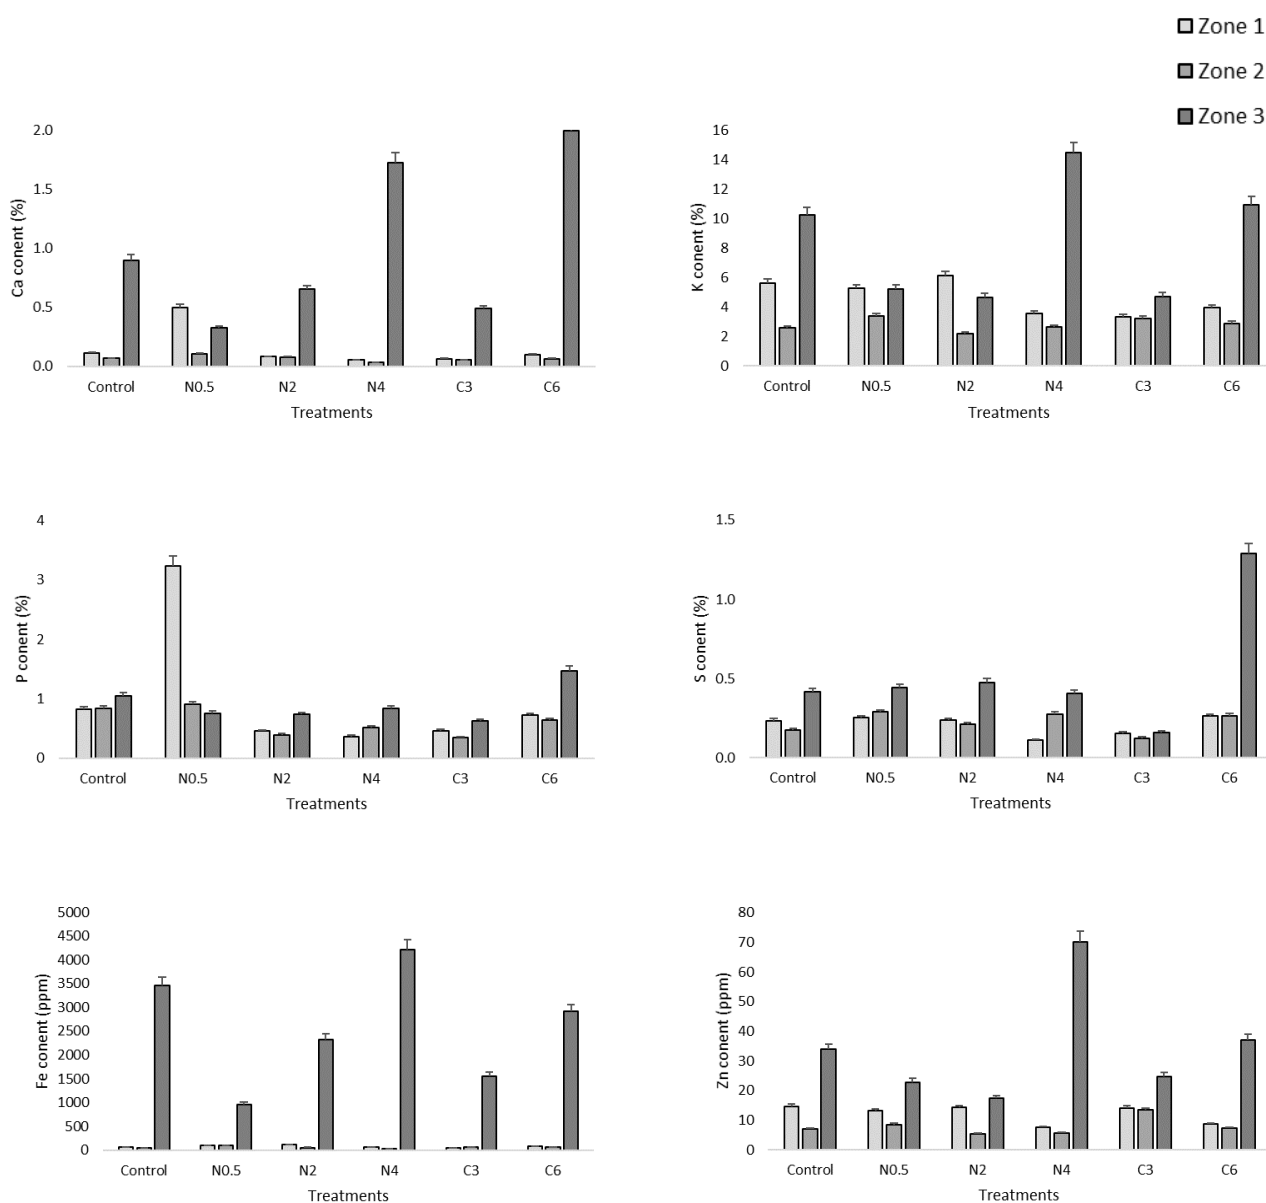 Zone 1
Zone 2
Zone 3
Ca conent (%)
2.0
1.5
1.0
0.5
0.0
Control N0.5 N2 N4 C3 C6
Treatments
K conent (%)
16
14
12
10
8
6
4
2
0
Control N0.5 N2 N4 C3 C6
Treatments
P conent (%)
4
3
2
1
0
Control N0.5 N2 N4 C3 C6
Treatments
S conent (%)
1.5
1.0
0.5
0.0
Control N0.5 N2 N4 C3 C6
Treatments
Fe conent (ppm)
5000
4500
4000
3500
3000
2500
2000
1500
1000
500
0
Control N0.5 N2 N4 C3 C6
Treatments
Zn conent (ppm)
80
70
60
50
40
30
20
10
0
Control N0.5 N2 N4 C3 C6
Treatments